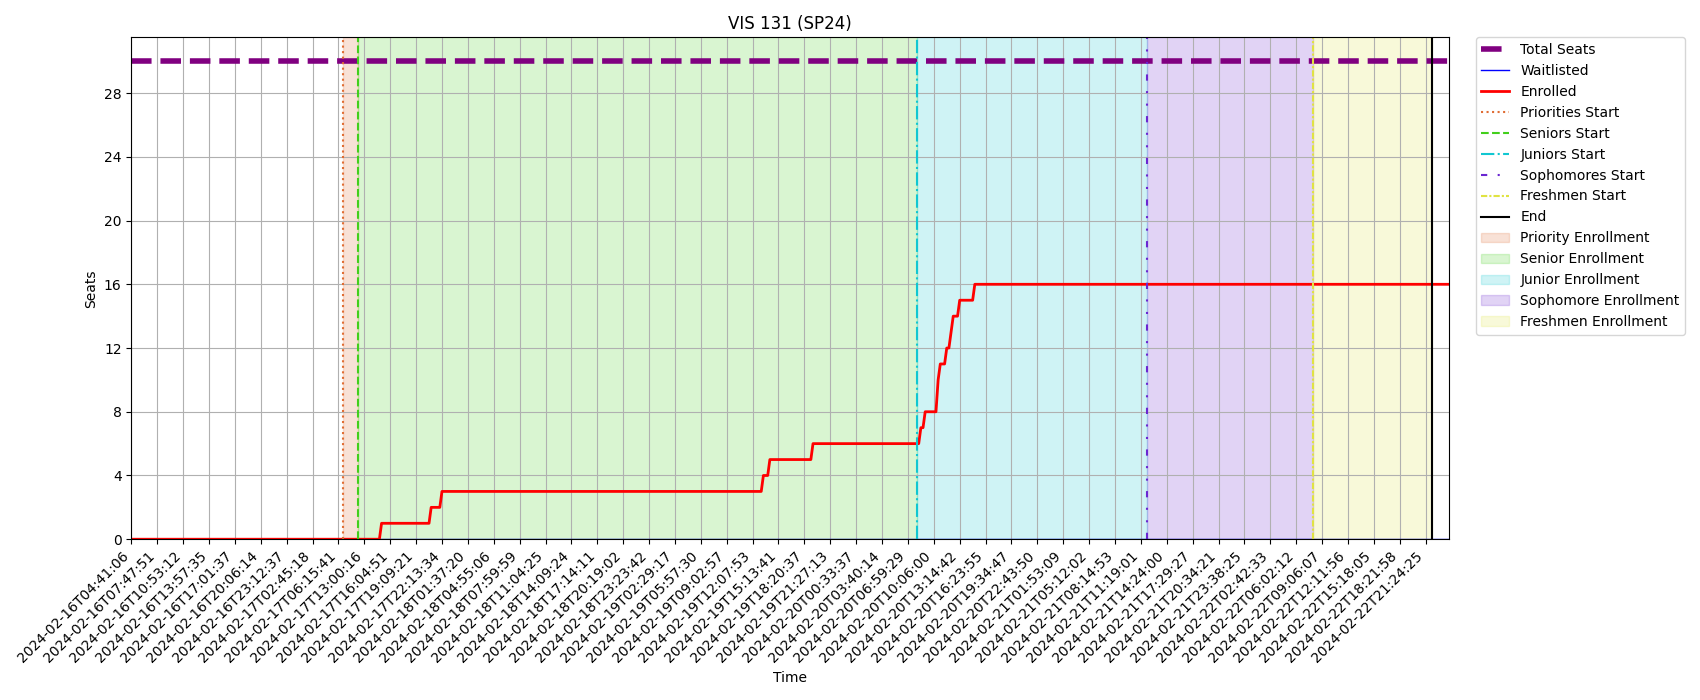 VIS 131 (SP24)
Seats
28
24
20
16
12
8
4
0
2024-02-16T04:41:06
2024-02-16T07:47:51
2024-02-16T10:53:12
2024-02-16T13:57:35
2024-02-16T17:01:37
2024-02-16T20:06:14
2024-02-16T23:12:37
2024-02-17T02:45:18
2024-02-17T06:15:41
2024-02-17T13:00:16
2024-02-17T16:04:51
2024-02-17T19:09:21
2024-02-17T22:13:34
2024-02-18T01:37:20
2024-02-18T04:55:06
2024-02-18T07:59:59
2024-02-18T11:04:25
2024-02-18T14:09:24
2024-02-18T17:14:11
2024-02-18T20:19:02
2024-02-18T23:23:42
2024-02-19T02:29:17
2024-02-19T05:57:30
2024-02-19T09:02:57
2024-02-19T12:07:53
2024-02-19T15:13:41
2024-02-19T18:20:37
2024-02-19T21:27:13
2024-02-20T00:33:37
2024-02-20T03:40:14
2024-02-20T06:59:29
2024-02-20T10:06:00
2024-02-20T13:14:42
2024-02-20T16:23:55
2024-02-20T19:34:47
2024-02-20T22:43:50
2024-02-21T01:53:09
2024-02-21T05:12:02
2024-02-21T08:14:53
2024-02-21T11:19:01
2024-02-21T14:24:00
2024-02-21T17:29:27
2024-02-21T20:34:21
2024-02-21T23:38:25
2024-02-22T02:42:33
2024-02-22T06:02:12
2024-02-22T09:06:07
2024-02-22T12:11:56
2024-02-22T15:18:05
2024-02-22T18:21:58
2024-02-22T21:24:25
Time
Total Seats
Waitlisted
Enrolled
Priorities Start
Seniors Start
Juniors Start
Sophomores Start
Freshmen Start
End
Priority Enrollment
Senior Enrollment
Junior Enrollment
Sophomore Enrollment
Freshmen Enrollment